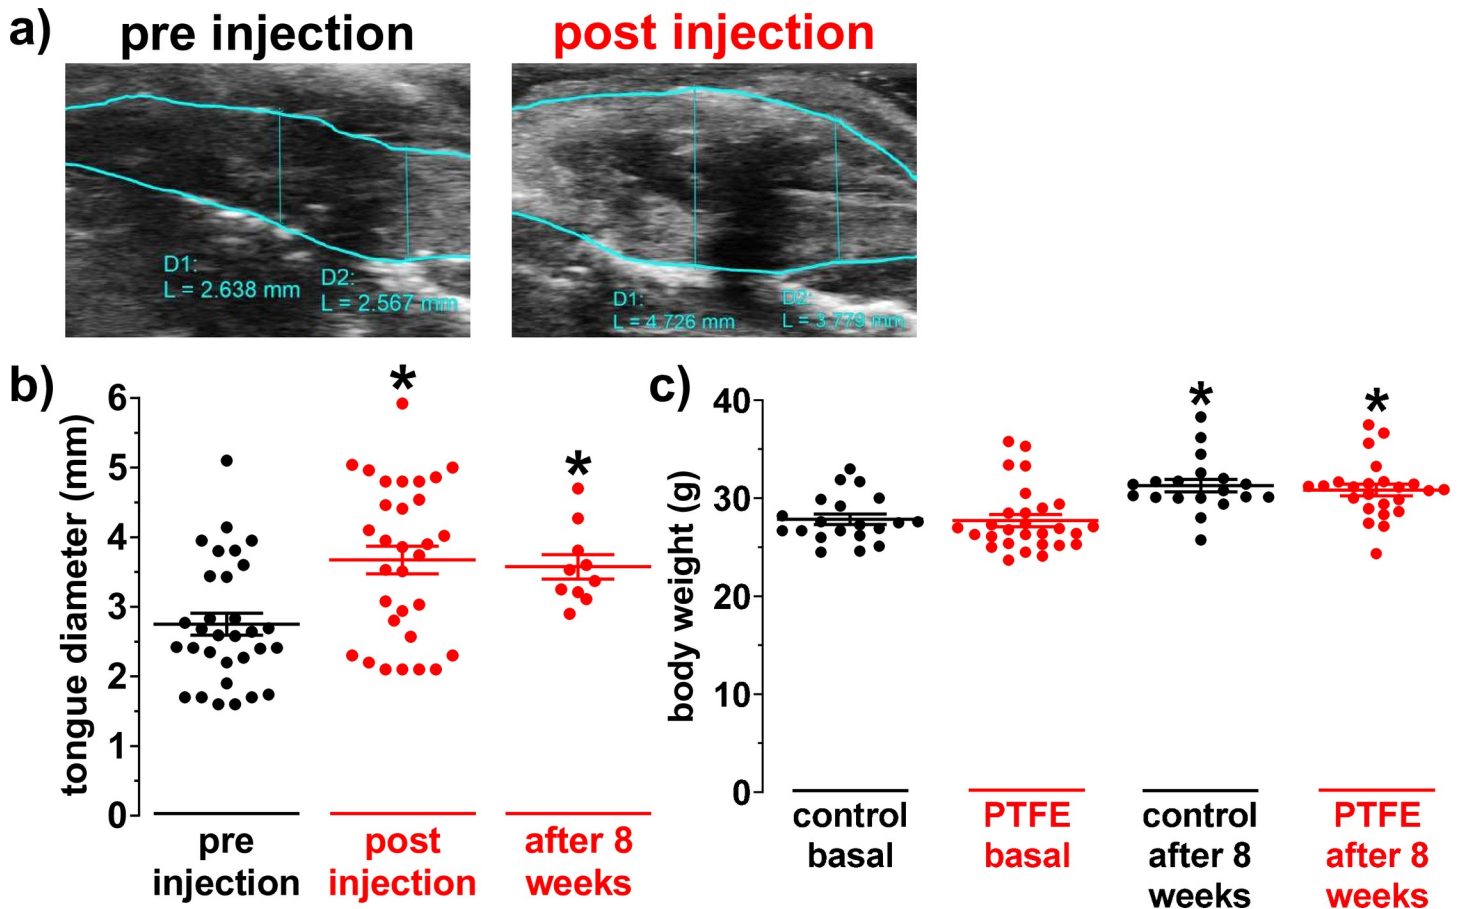 a)
pre injection
post injection
D1:
L = 2.638 mm
D2:
L = 2.567 mm
D1:
L = 4.726 mm
D2:
L = 3.779 mm
b)
tongue diameter (mm)
6
5
4
3
2
1
0
*
*
pre
injection
post
injection
after 8
weeks
c)
body weight (g)
40
30
20
10
0
*
*
control
basal
PTFE
basal
control
after 8
weeks
PTFE
after 8
weeks